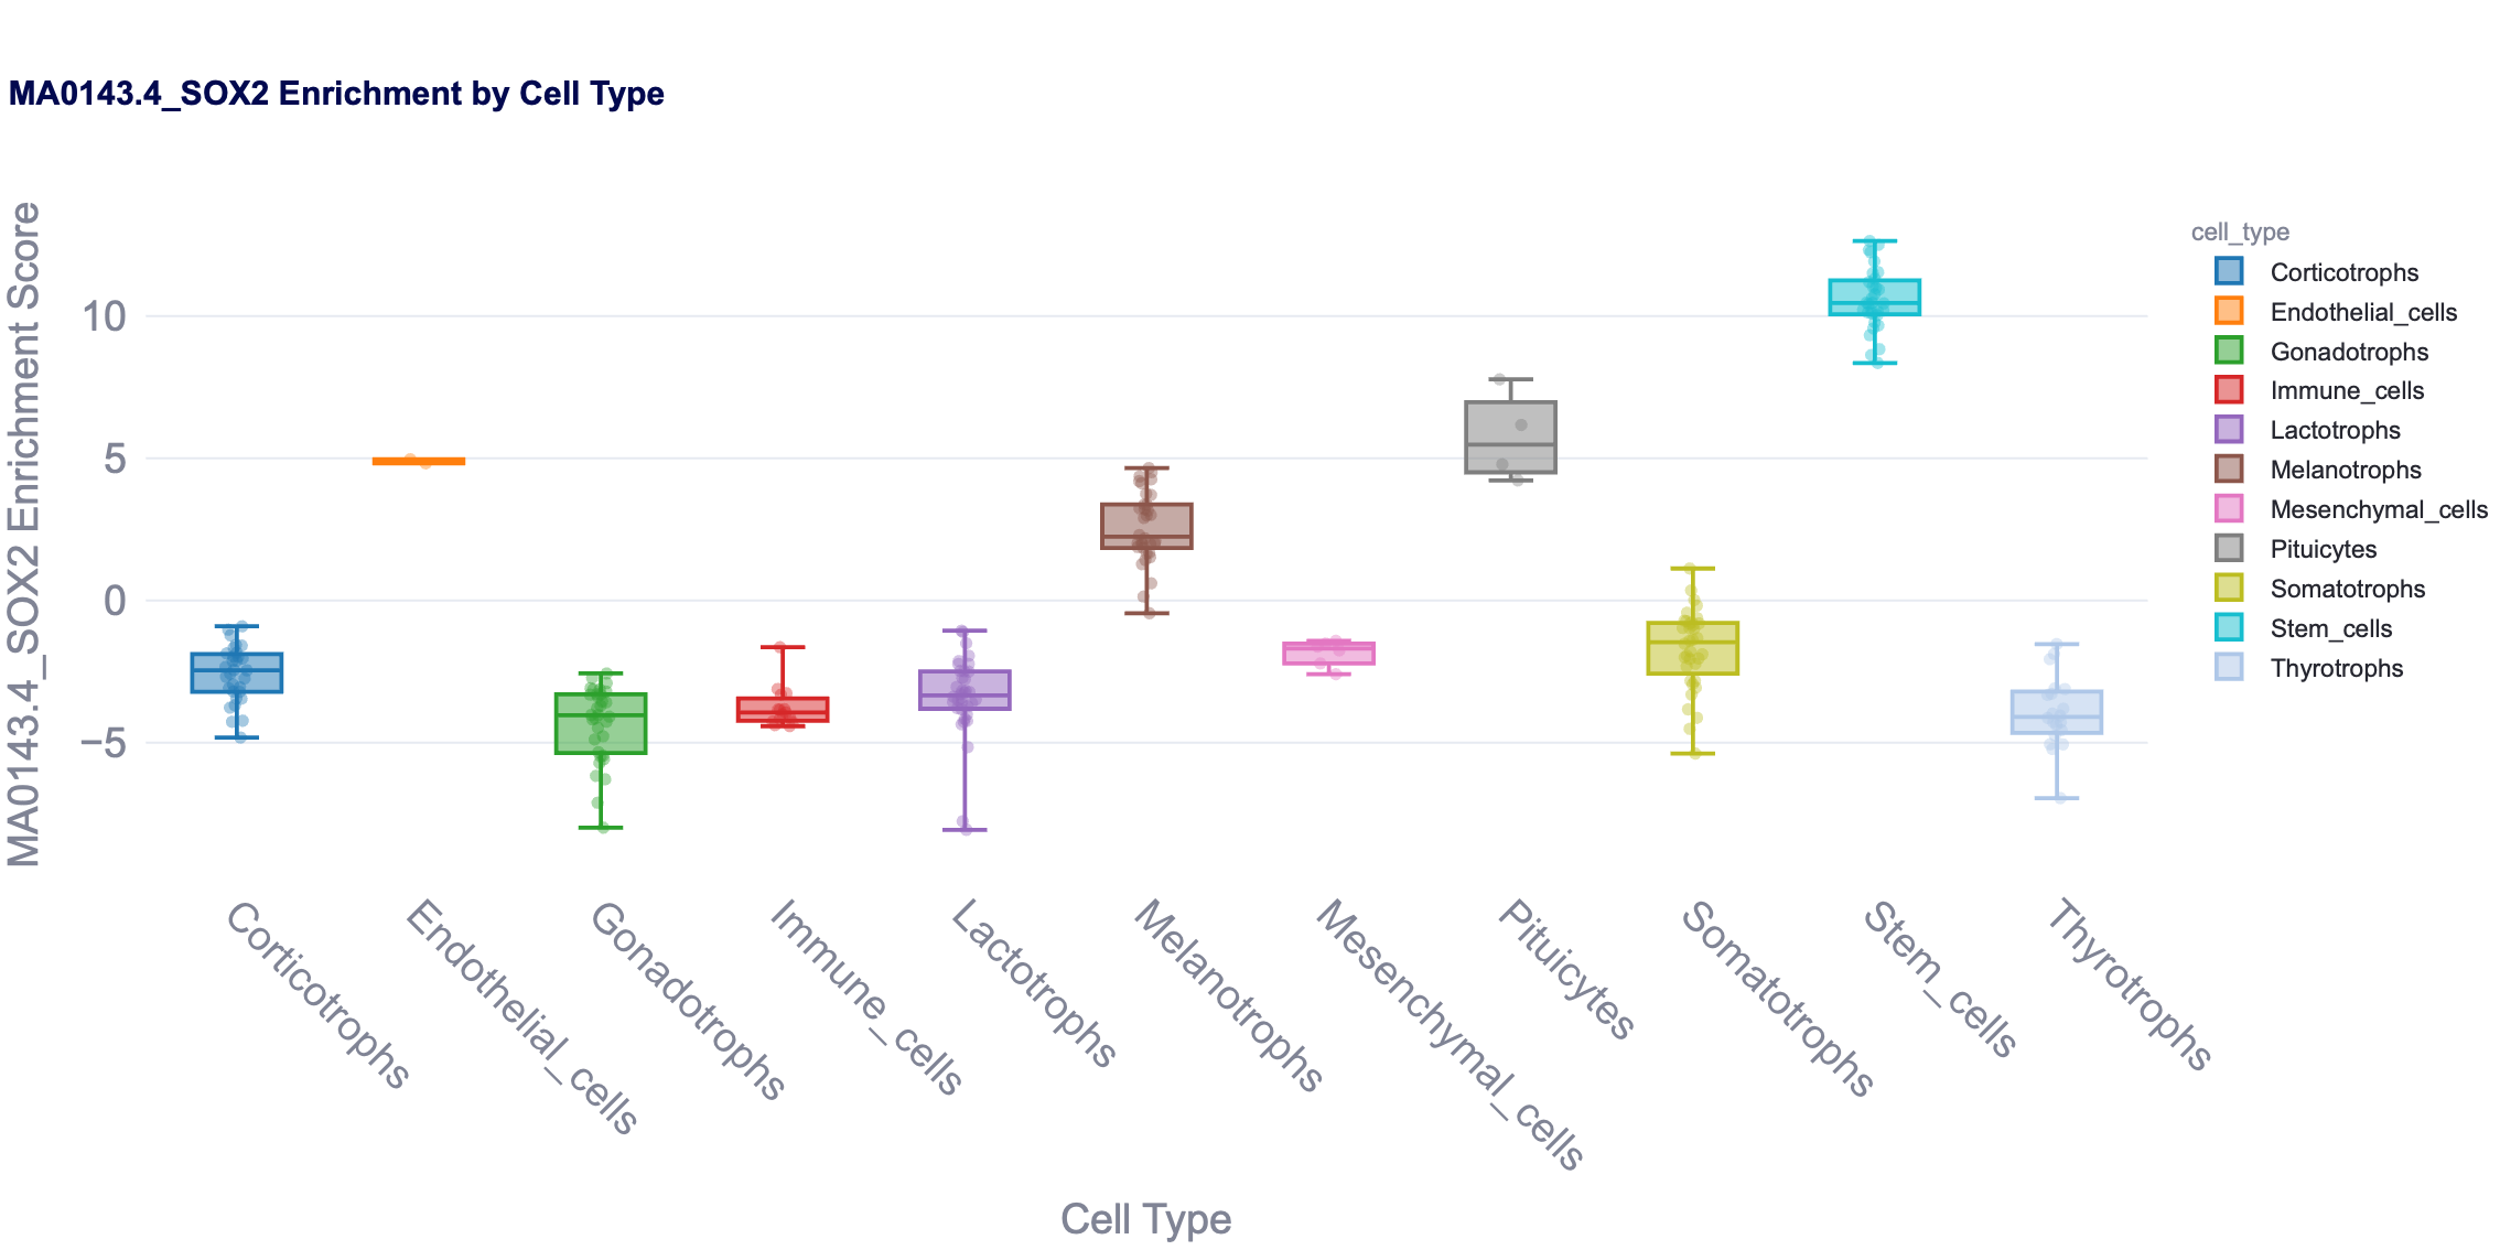 MA0143.4_SOX2 Enrichment by Cell Type
MA0143.4_SOX2 Enrichment Score
10
5
0
−5
Corticotrophs
Endothelial_cells
Gonadotrophs
Immune_cells
Lactotrophs
Melanotrophs
Mesenchymal_cells
Pituicytes
Somatotrophs
Stem_cells
Thyrotrophs
Cell Type
cell_type
Corticotrophs
Endothelial_cells
Gonadotrophs
Immune_cells
Lactotrophs
Melanotrophs
Mesenchymal_cells
Pituicytes
Somatotrophs
Stem_cells
Thyrotrophs